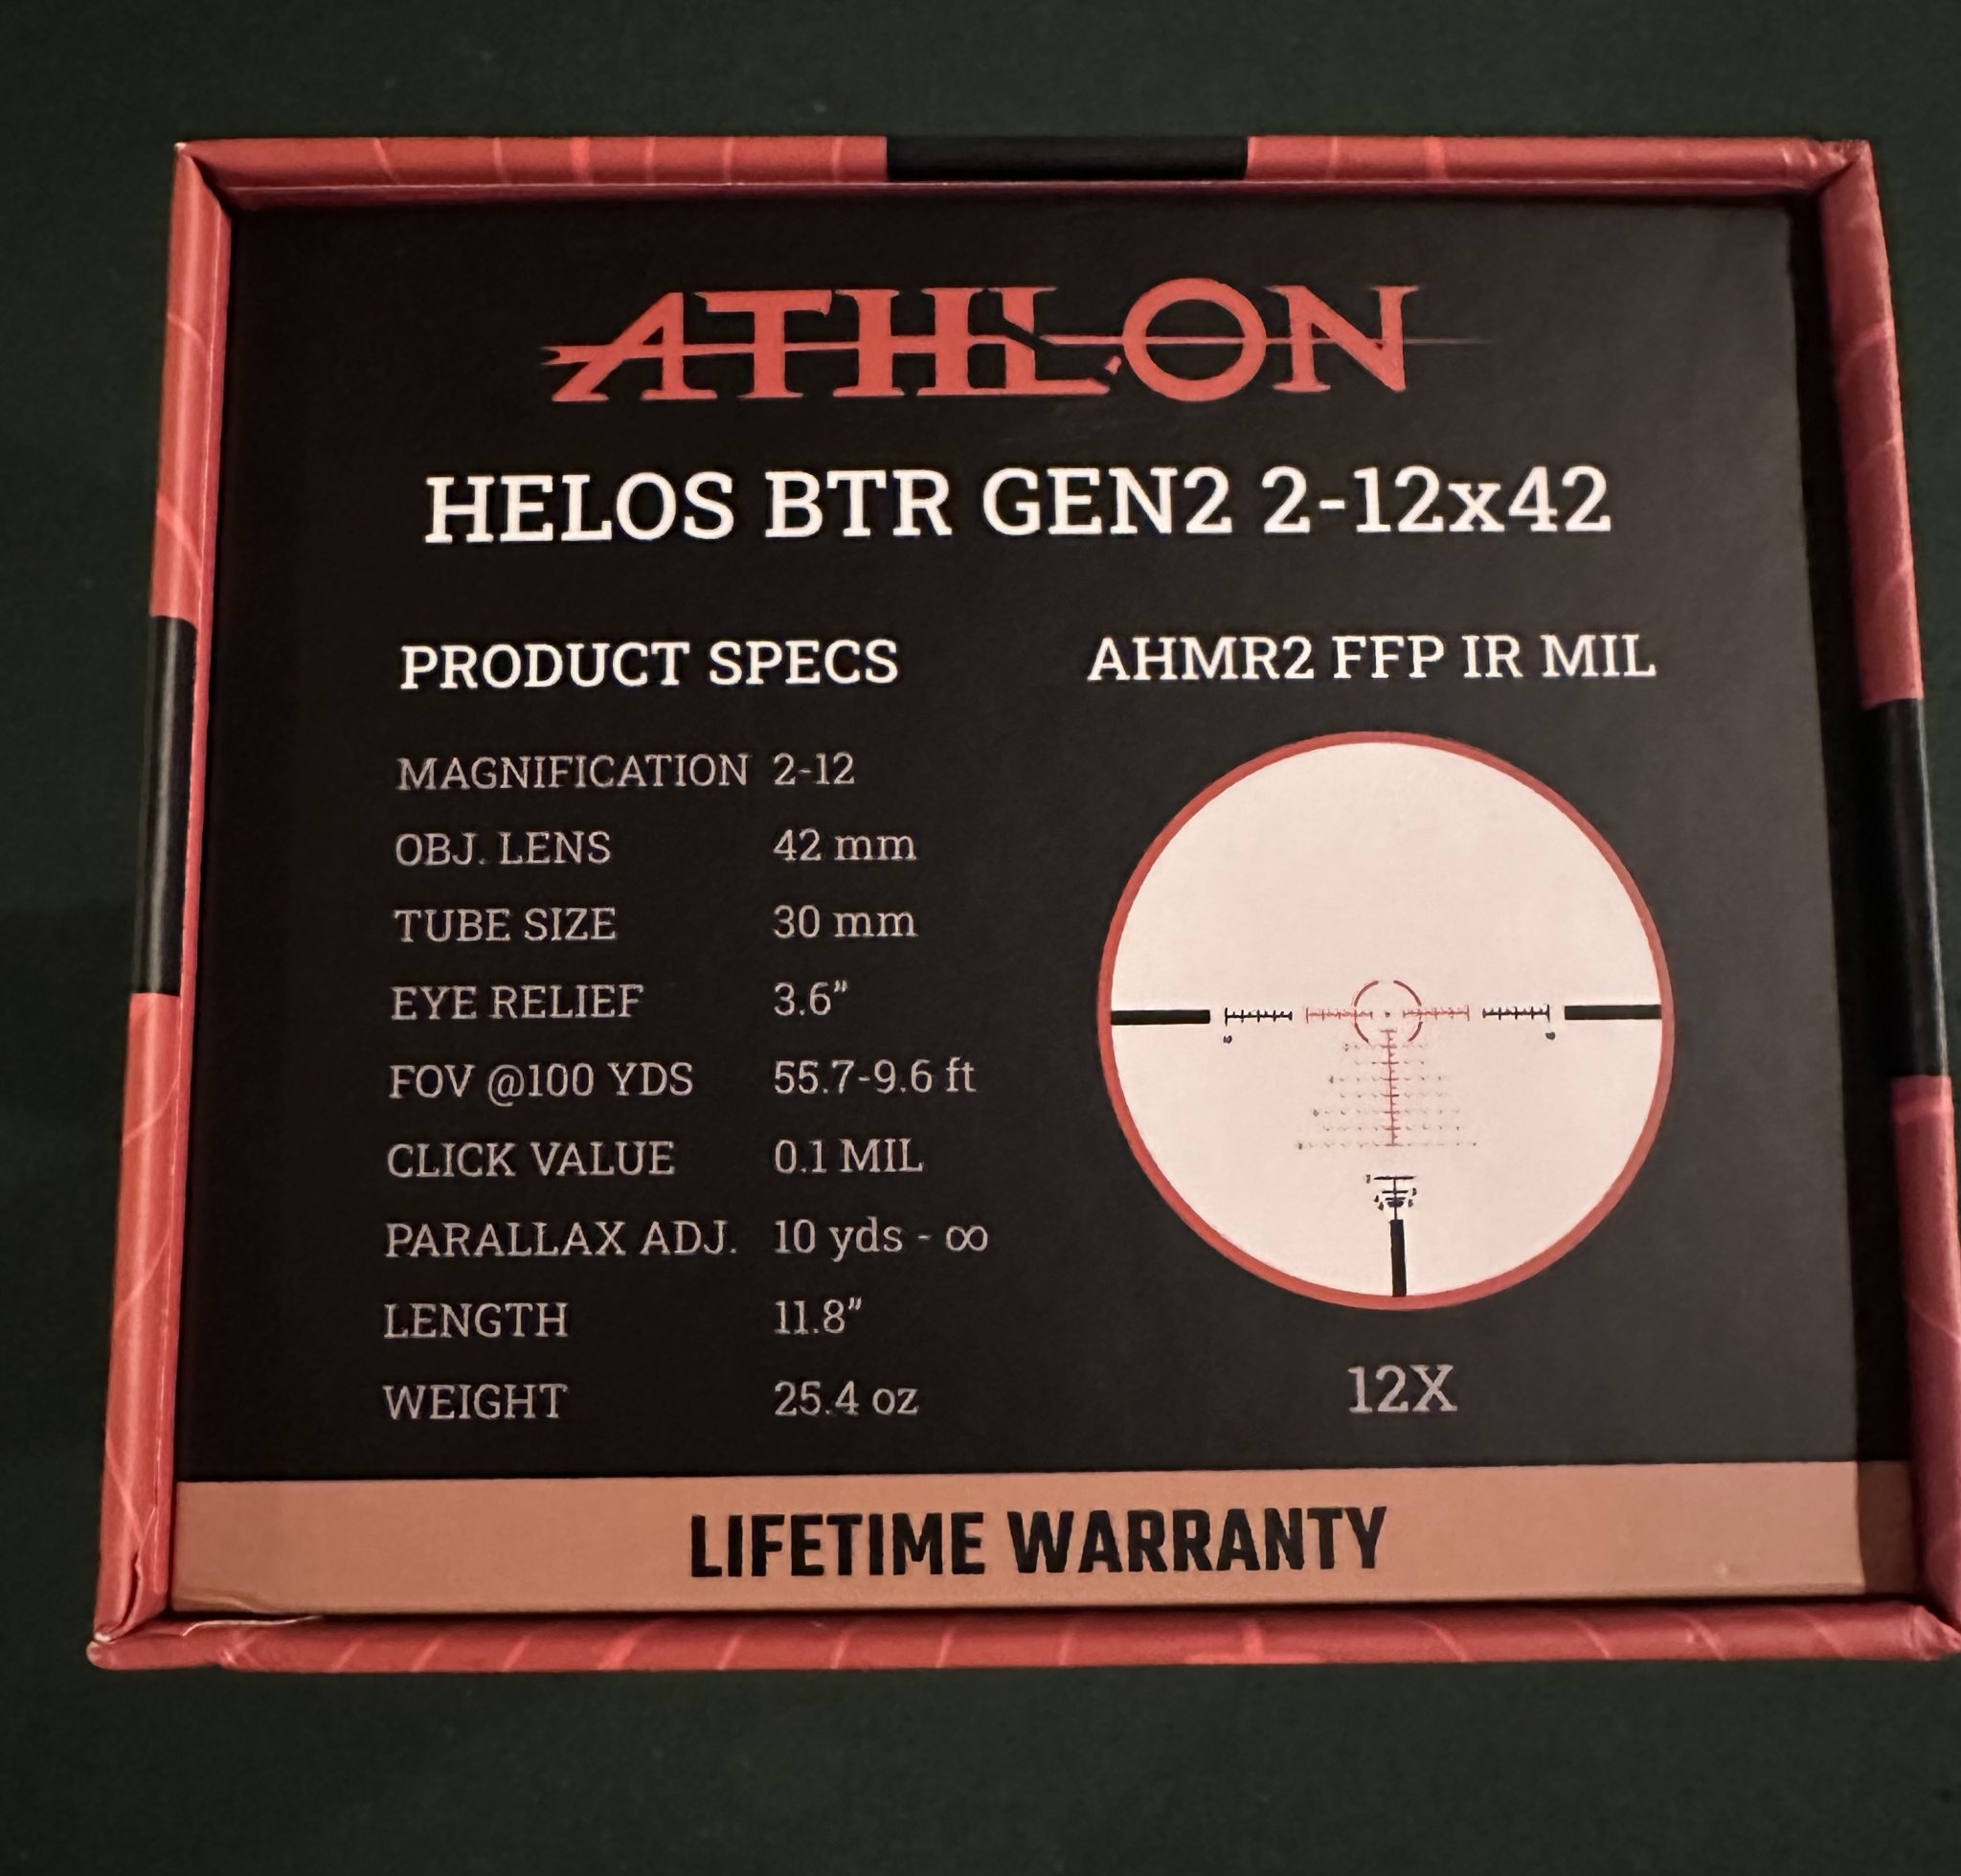 ATHLON
HELOS BTR GEN2 2-12x42
PRODUCT SPECS
MAGNIFICATION 2-12
OBJ. LENS 42 mm
TUBE SIZE 30 mm
EYE RELIEF 3.6”
FOV @100 YDS 55.7-9.6 ft
CLICK VALUE 0.1 MIL
PARALLAX ADJ. 10 yds - ∞
LENGTH 11.8”
WEIGHT 25.4 oz
AHMR2 FFP IR MIL
12X
LIFETIME WARRANTY